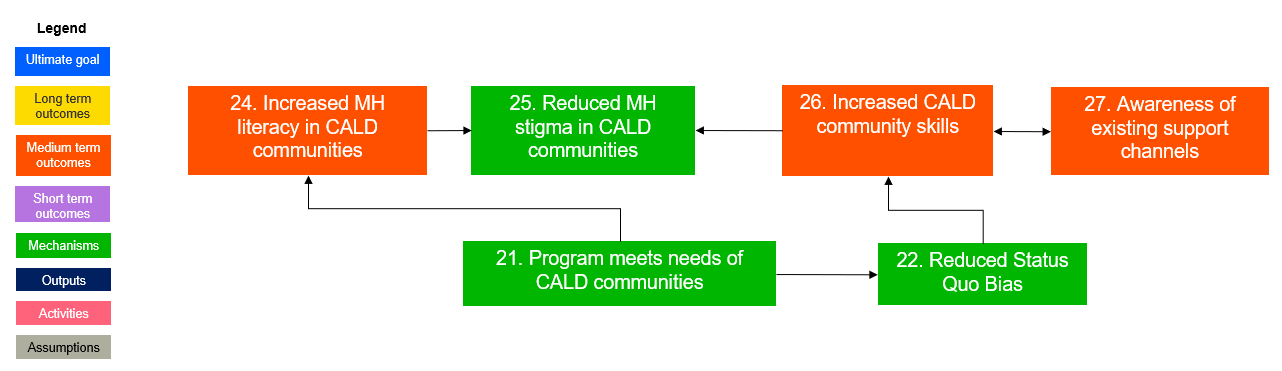 Legend
Ultimate goal
Long term
outcomes
Medium term
outcomes
Short term
outcomes
Mechanisms
Outputs
Activities
Assumptions
24. Increased MH
literacy in CALD
communities
25. Reduced MH
stigma in CALD
communities
26. Increased CALD
community skills
27. Awareness of
existing support
channels
21. Program meets needs of
CALD communities
22. Reduced Status
Quo Bias